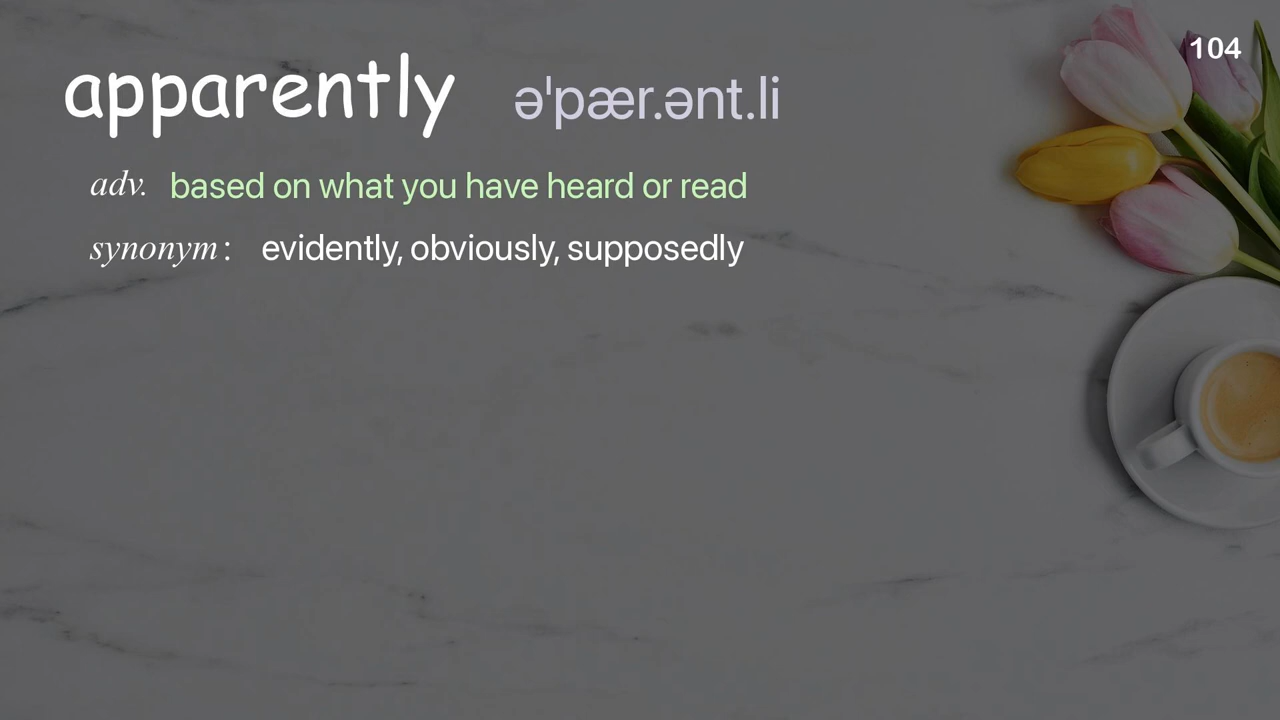 104
apparently əˈpær.ənt.li
adv. based on what you have heard or read
synonym: evidently, obviously, supposedly